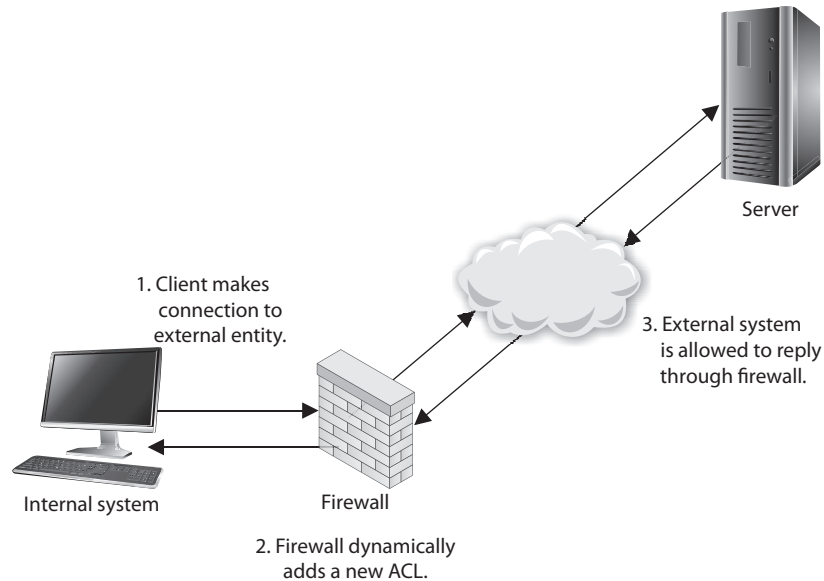 Server
1. Client makes
connection to
external entity.
3. External system
is allowed to reply
through firewall.
Internal system
Firewall
2. Firewall dynamically
adds a new ACL.